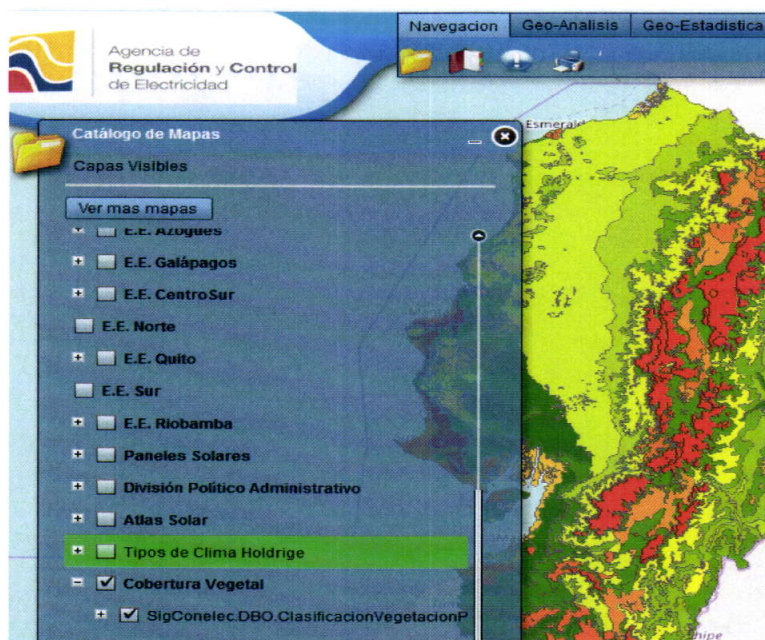 Agencia de
Regulación y Control
de Electricidad
Navegacion Geo-Analisis Geo-Estadistica
Esmerald
Catálogo de Mapas
Capas Visibles
Ver mas mapas
E.E. Azogues
E.E. Galápagos
E.E. CentroSur
E.E. Norte
E.E. Quito
E.E. Sur
E.E. Riobamba
Paneles Solares
División Político Administrativo
Atlas Solar
Tipos de Clima Holdrige
Cobertura Vegetal
SigConelec.DBO.ClasificacionVegetacionP
hipe